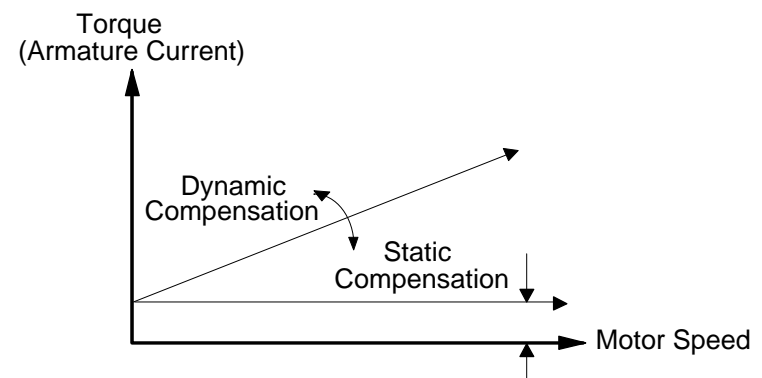 Torque
(Armature Current)
Dynamic
Compensation
Static
Compensation
Motor Speed